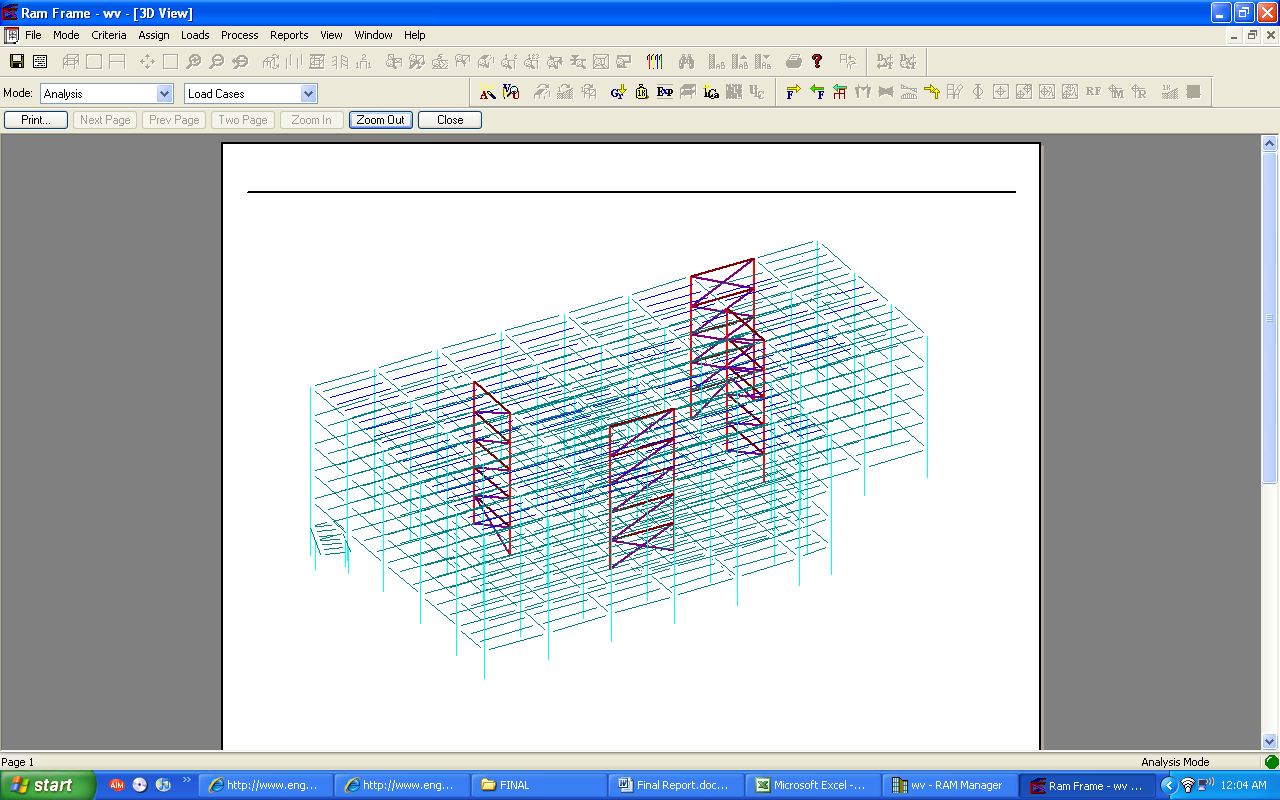 Ram Frame - wv - [3D View]
File Mode Criteria Assign Loads Process Reports View Window Help
Mode: Analysis Load Cases
Print... Next Page Prev Page Two Page Zoom In Zoom Out Close
Page 1 Analysis Mode
start AIM http://www.eng... http://www.eng... FINAL Final Report.doc... Microsoft Excel -... wv - RAM Manager Ram Frame - wv ... 12:04 AM